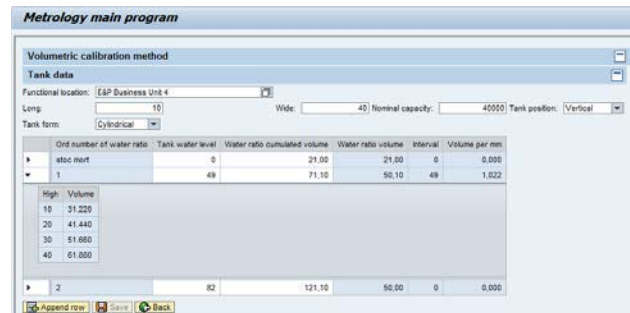 Metrology main program
Volumetric calibration method
Tank data
Functional location: E&P Business Unit 4
Long: 10 Wide: 40 Nominal capacity: 40000 Tank position: Vertical
Tank form: Cylindrical
Ord number of water ratio Tank water level Water ratio cumulated volume Water ratio volume Interval Volume per mm
stoc mort 0 21,00 21,00 0 0,000
1 49 71,10 50,10 49 1,022
High Volume
10 31.220
20 41.440
30 51.660
40 61.880
2 82 121,10 50,00 0 0,000
Append row Save Back